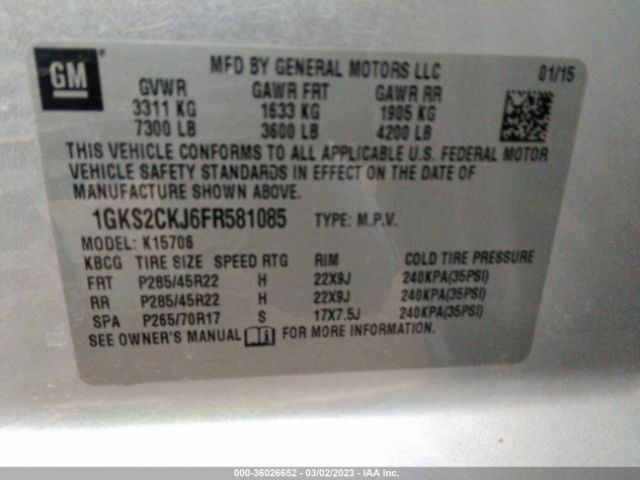 GM
MFD BY GENERAL MOTORS LLC 01/15
GVWR GAWR FRT GAWR RR
3311 KG 1633 KG 1905 KG
7300 LB 3600 LB 4200 LB
THIS VEHICLE CONFORMS TO ALL APPLICABLE U.S. FEDERAL MOTOR
VEHICLE SAFETY STANDARDS IN EFFECT ON THE DATE OF
MANUFACTURE SHOWN ABOVE.
1GKS2CKJ6FR581085 TYPE: M.P.V.
MODEL: K15706
KBCG TIRE SIZE SPEED RTG RIM COLD TIRE PRESSURE
FRT P285/45R22 H 22X9J 240KPA(35PSI)
RR P285/45R22 H 22X9J 240KPA(35PSI)
SPA P265/70R17 S 17X7.5J 240KPA(35PSI)
SEE OWNER'S MANUAL FOR MORE INFORMATION.
000-36026652 - 03/02/2023 - IAA Inc.